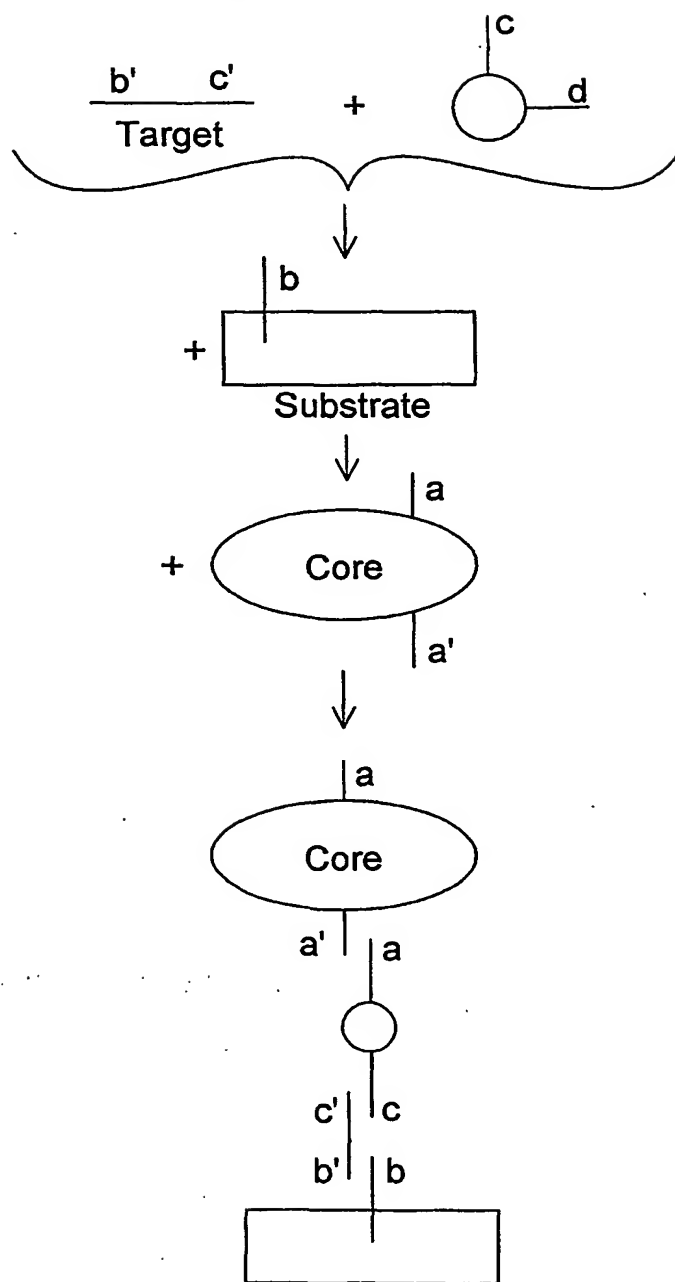 c
b' c' + d
Target
b
+
Substrate
a
+ Core
a'
a
Core
a' a
c' c
b' b